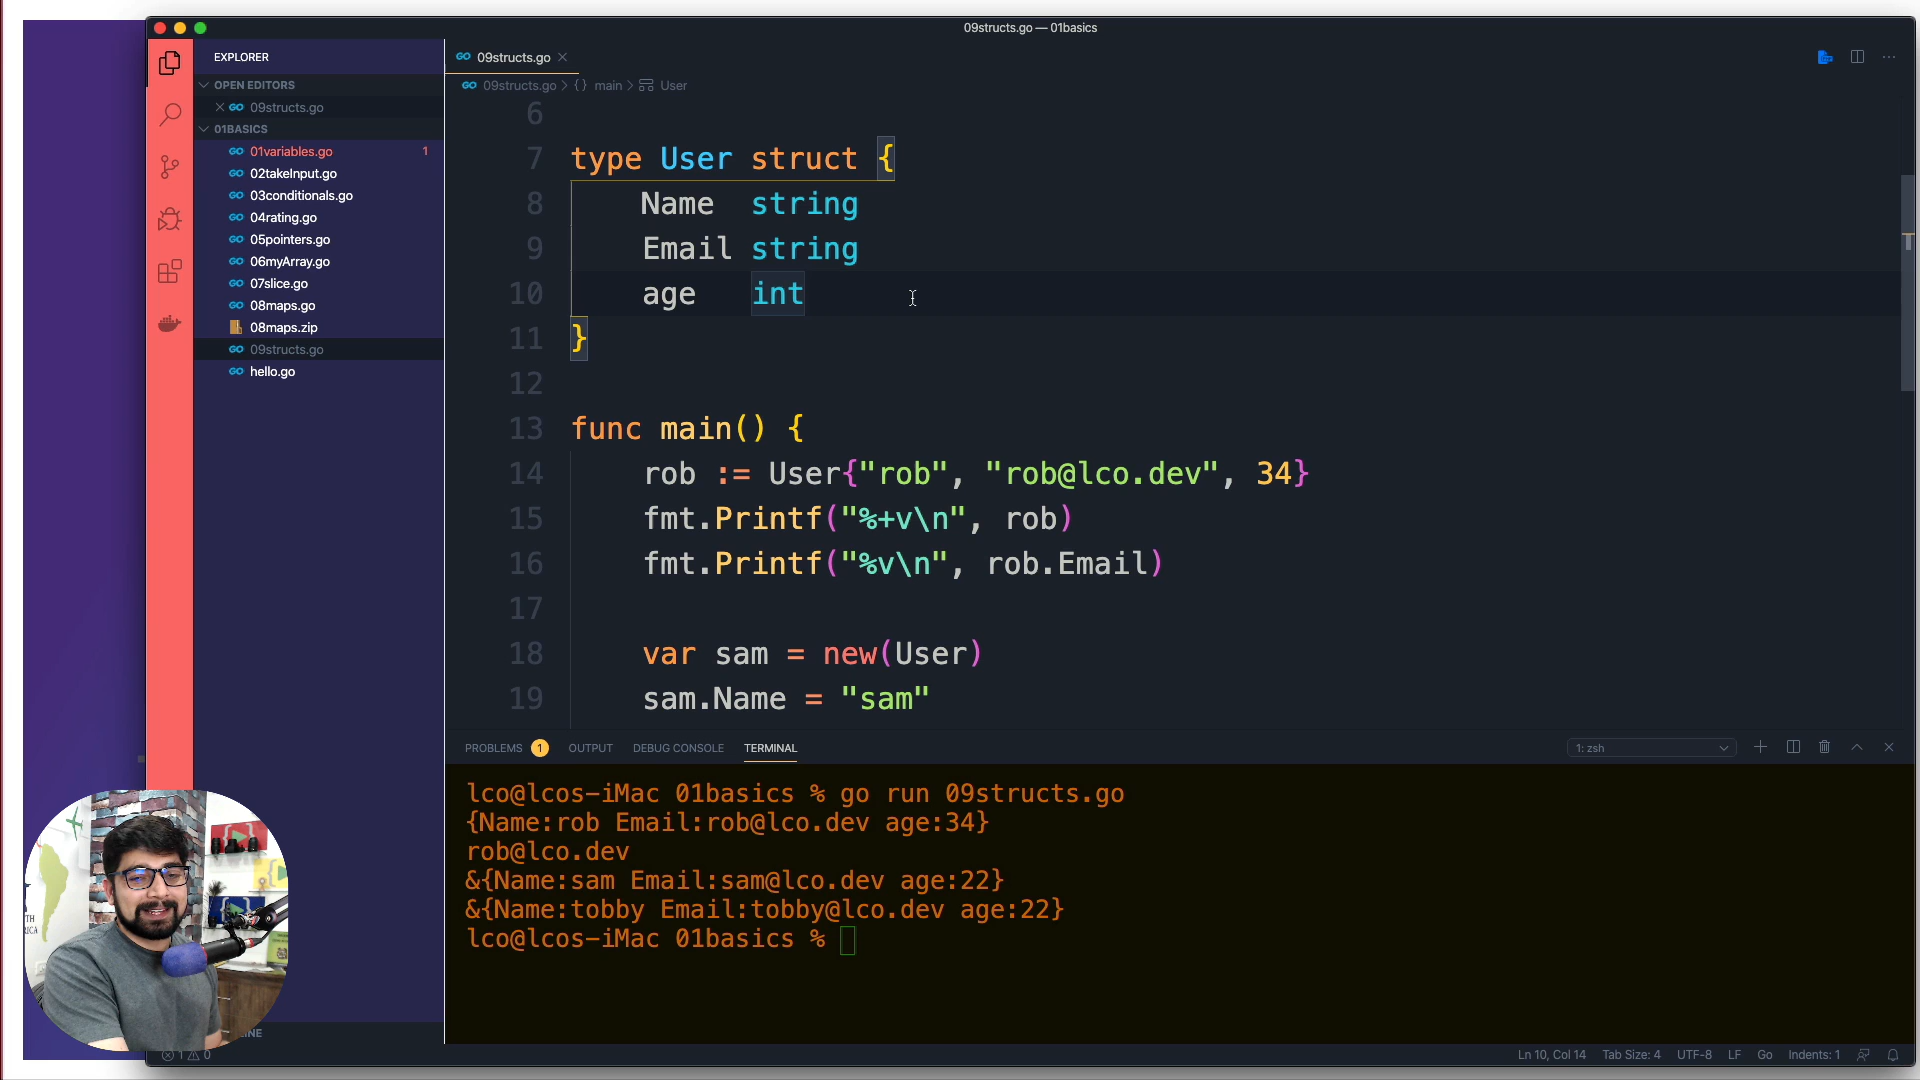 09structs.go — 01basics
EXPLORER
OPEN EDITORS
09structs.go
01BASICS
01variables.go 1
02takeInput.go
03conditionals.go
04rating.go
05pointers.go
06myArray.go
07slice.go
08maps.go
08maps.zip
09structs.go
hello.go
GO 09structs.go
GO 09structs.go > {} main > User
6
7 type User struct {
8 Name string
9 Email string
10 age int
11 }
12
13 func main() {
14 rob := User{"rob", "rob@lco.dev", 34}
15 fmt.Printf("%+v\n", rob)
16 fmt.Printf("%v\n", rob.Email)
17
18 var sam = new(User)
19 sam.Name = "sam"
PROBLEMS 1 OUTPUT DEBUG CONSOLE TERMINAL 1: zsh
lco@lcos-iMac 01basics % go run 09structs.go
{Name:rob Email:rob@lco.dev age:34}
rob@lco.dev
&{Name:sam Email:sam@lco.dev age:22}
&{Name:tobby Email:tobby@lco.dev age:22}
lco@lcos-iMac 01basics %
1 0
Ln 10, Col 14 Tab Size: 4 UTF-8 LF Go Indents: 1